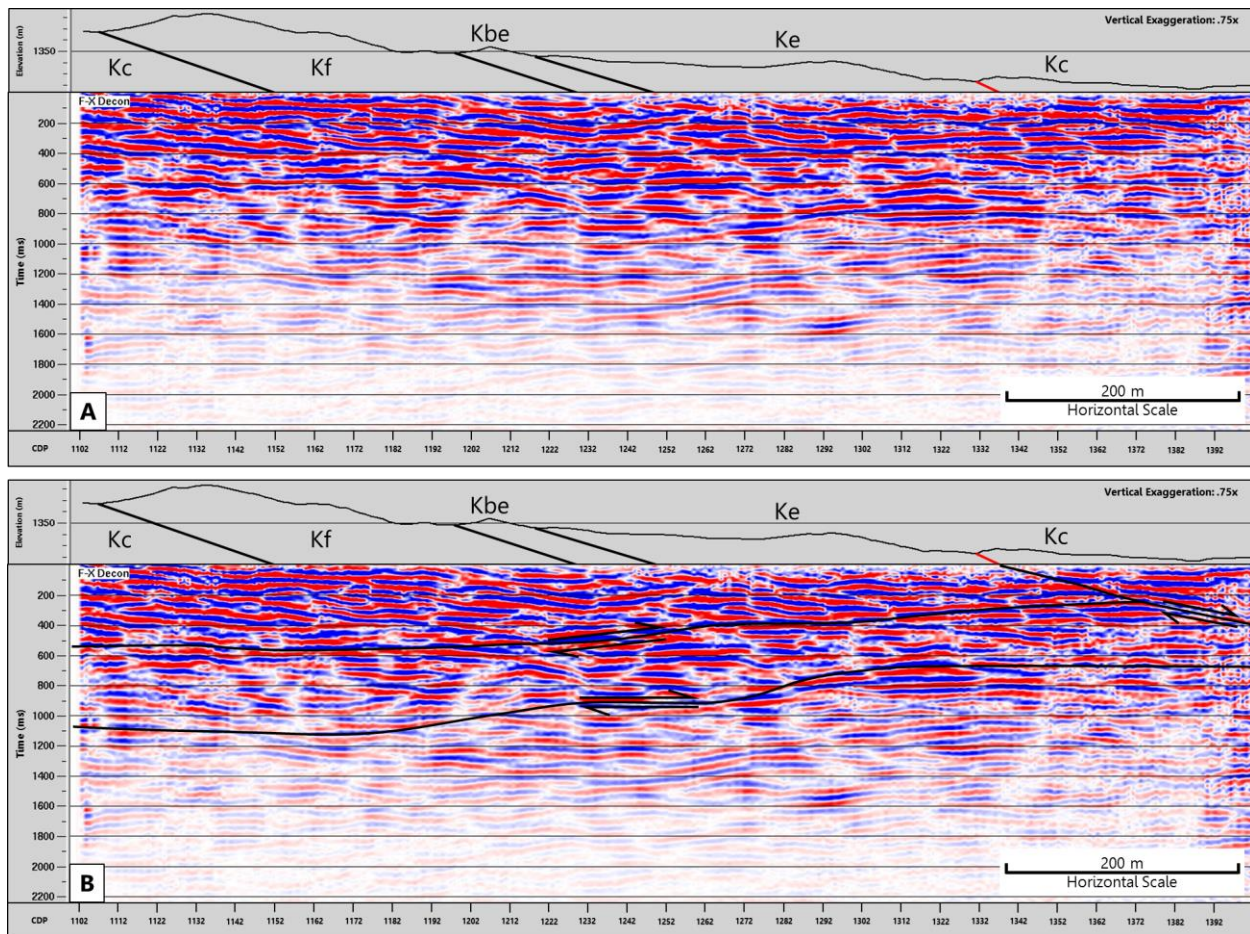 Vertical Exaggeration: .75x
Elevation (m)
1350
Kc Kf Kbe Ke Kc
F-X Decon
Time (ms)
200
400
600
800
1000
1200
1400
1600
1800
2000
2200
A
200 m
Horizontal Scale
CDP 1102 1112 1122 1132 1142 1152 1162 1172 1182 1192 1202 1212 1222 1232 1242 1252 1262 1272 1282 1292 1302 1312 1322 1332 1342 1352 1362 1372 1382 1392
Vertical Exaggeration: .75x
Elevation (m)
1350
Kc Kf Kbe Ke Kc
F-X Decon
Time (ms)
200
400
600
800
1000
1200
1400
1600
1800
2000
2200
B
200 m
Horizontal Scale
CDP 1102 1112 1122 1132 1142 1152 1162 1172 1182 1192 1202 1212 1222 1232 1242 1252 1262 1272 1282 1292 1302 1312 1322 1332 1342 1352 1362 1372 1382 1392